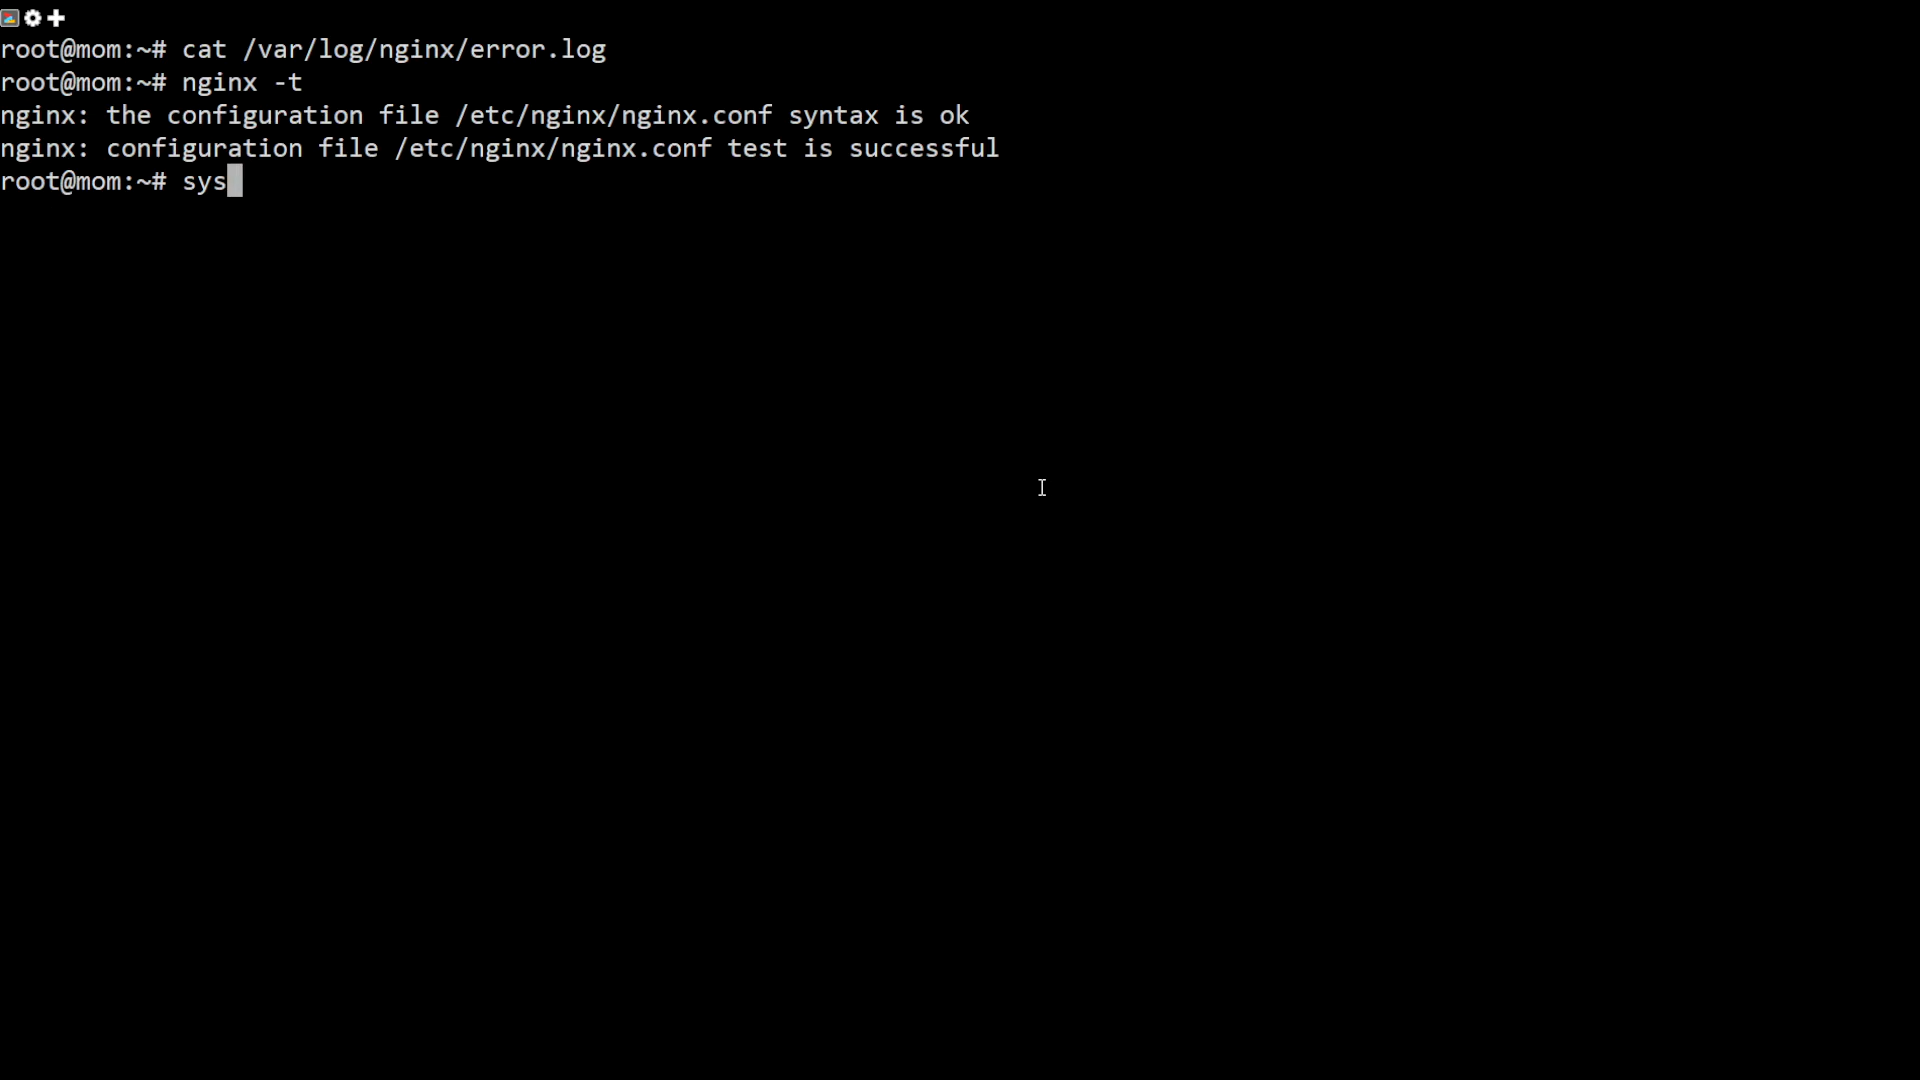 root@mom:~# cat /var/log/nginx/error.log
root@mom:~# nginx -t
nginx: the configuration file /etc/nginx/nginx.conf syntax is ok
nginx: configuration file /etc/nginx/nginx.conf test is successful
root@mom:~# sys